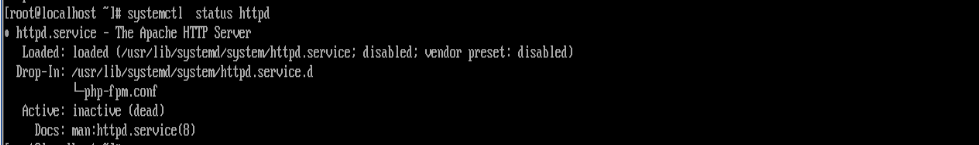 [root@localhost ~]# systemctl  status httpd
● httpd.service - The Apache HTTP Server
   Loaded: loaded (/usr/lib/systemd/system/httpd.service; disabled; vendor preset: disabled)
  Drop-In: /usr/lib/systemd/system/httpd.service.d
           └─php-fpm.conf
   Active: inactive (dead)
     Docs: man:httpd.service(8)
[root@localhost ~]#